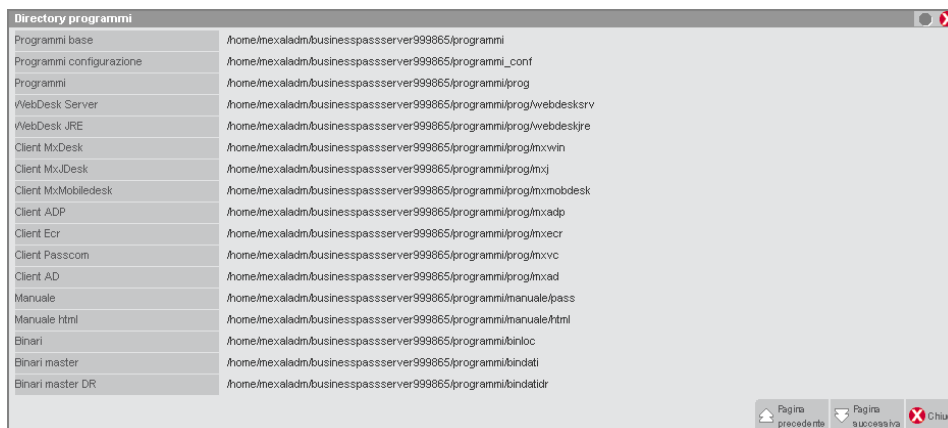 Directory programmi
Programmi base /home/mexaladm/businesspassserver999865/programmi
Programmi configurazione /home/mexaladm/businesspassserver999865/programmi_conf
Programmi /home/mexaladm/businesspassserver999865/programmi/prog
WebDesk Server /home/mexaladm/businesspassserver999865/programmi/prog/webdesksrv
WebDesk JRE /home/mexaladm/businesspassserver999865/programmi/prog/webdeskjre
Client MxDesk /home/mexaladm/businesspassserver999865/programmi/prog/mxwin
Client MxJDesk /home/mexaladm/businesspassserver999865/programmi/prog/mxj
Client MxMobiledesk /home/mexaladm/businesspassserver999865/programmi/prog/mxmobdesk
Client ADP /home/mexaladm/businesspassserver999865/programmi/prog/mxadp
Client Ecr /home/mexaladm/businesspassserver999865/programmi/prog/mxecr
Client Passcom /home/mexaladm/businesspassserver999865/programmi/prog/mxvc
Client AD /home/mexaladm/businesspassserver999865/programmi/prog/mxad
Manuale /home/mexaladm/businesspassserver999865/programmi/manuale/pass
Manuale html /home/mexaladm/businesspassserver999865/programmi/manuale/html
Binari /home/mexaladm/businesspassserver999865/programmi/binloc
Binari master /home/mexaladm/businesspassserver999865/programmi/bindati
Binari master DR /home/mexaladm/businesspassserver999865/programmi/bindatidr
Pagina precedente
Pagina successiva
Chiu